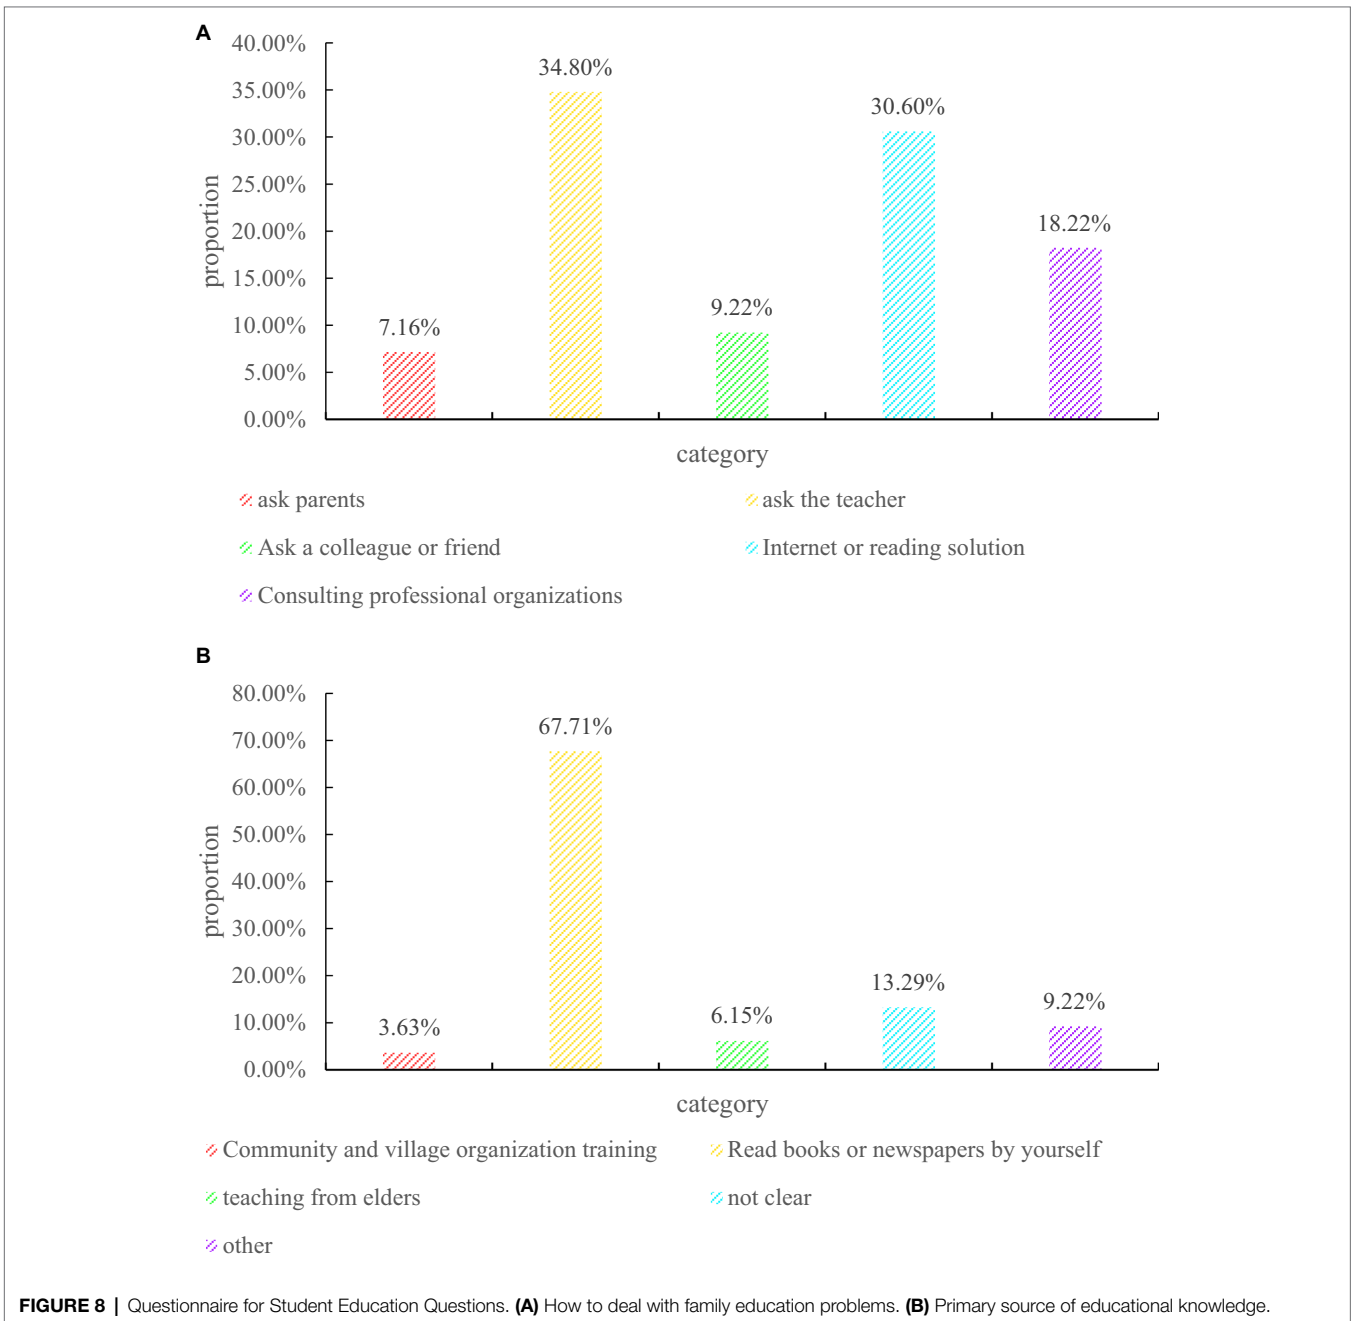 A
40.00%
35.00%
30.00%
25.00%
20.00%
15.00%
10.00%
5.00%
0.00%
proportion
7.16%
34.80%
9.22%
30.60%
18.22%
category
ask parents
ask the teacher
Ask a colleague or friend
Internet or reading solution
Consulting professional organizations
B
80.00%
70.00%
60.00%
50.00%
40.00%
30.00%
20.00%
10.00%
0.00%
proportion
3.63%
67.71%
6.15%
13.29%
9.22%
category
Community and village organization training
Read books or newspapers by yourself
teaching from elders
not clear
other
FIGURE 8 | Questionnaire for Student Education Questions. (A) How to deal with family education problems. (B) Primary source of educational knowledge.